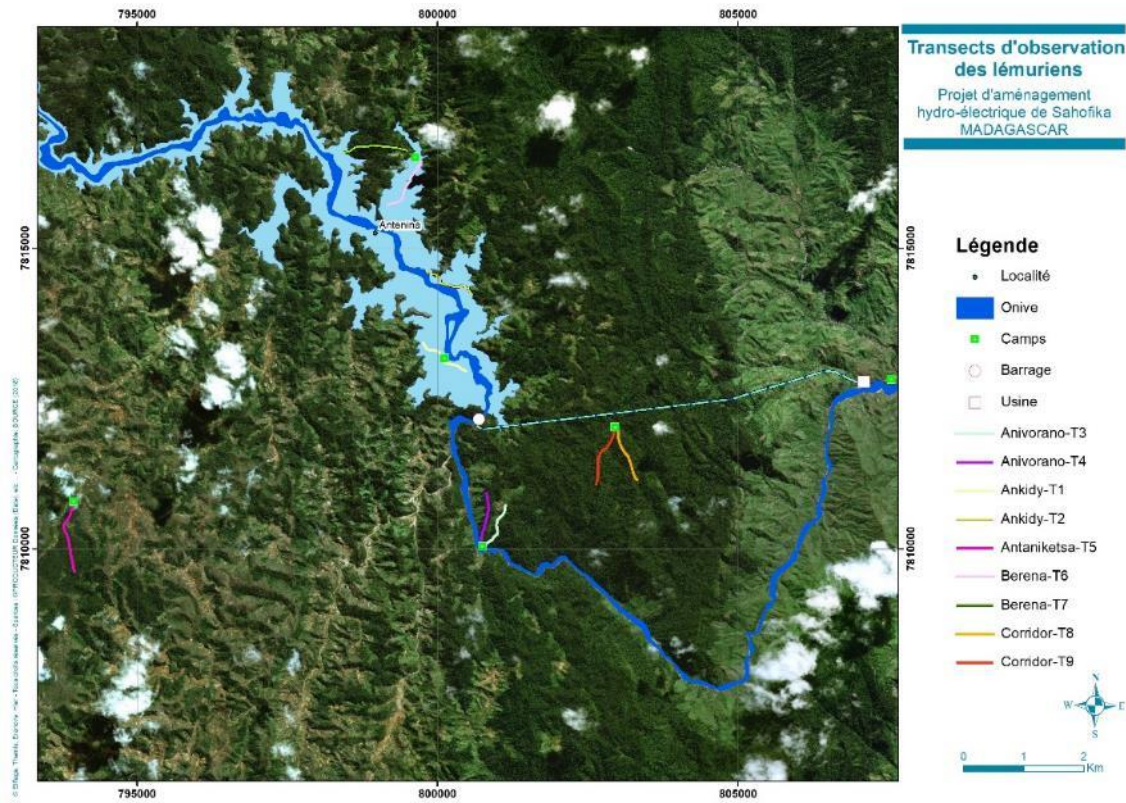 795000
800000
805000
Transects d'observation
des lémuriens
Projet d'aménagement
hydro-électrique de Sahofika
MADAGASCAR
7815000
7815000
Antenina
Légende
Localité
Onive
Camps
Barrage
Usine
Anivorano-T3
Anivorano-T4
Ankidy-T1
Ankidy-T2
Antaniketsa-T5
Berena-T6
Berena-T7
Corridor-T8
Corridor-T9
7810000
7810000
N
W
E
S
0
1
2
Km
795000
800000
805000